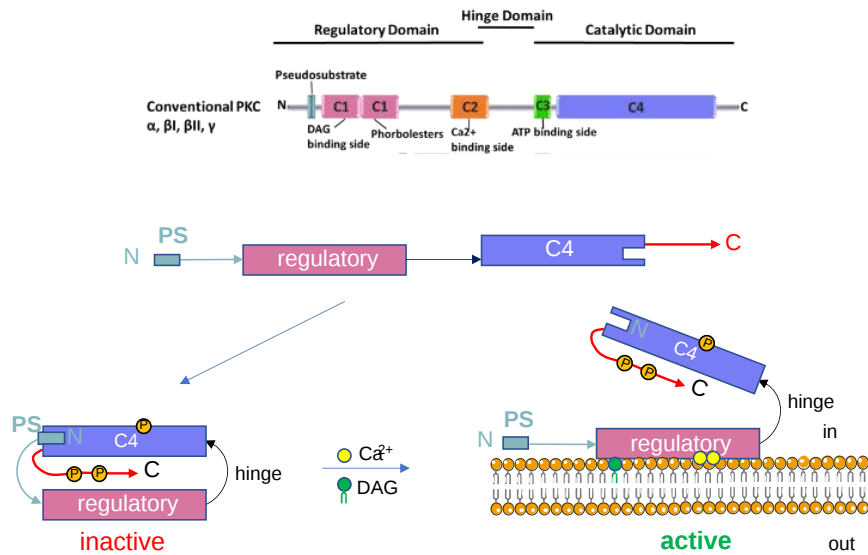 Hinge Domain
Regulatory Domain
Catalytic Domain
Pseudosubstrate
Conventional PKC
α, βI, βII, γ
N
C1
C1
C2
C3
C4
C
DAG
binding side
Phorbolesters
Ca2+
binding side
ATP binding side
PS
N
regulatory
C4
C
PS
N
C4
P
P
P
C
regulatory
hinge
inactive
Ca2+
DAG
N
C4
P
P
P
C
hinge
PS
N
regulatory
in
active
out